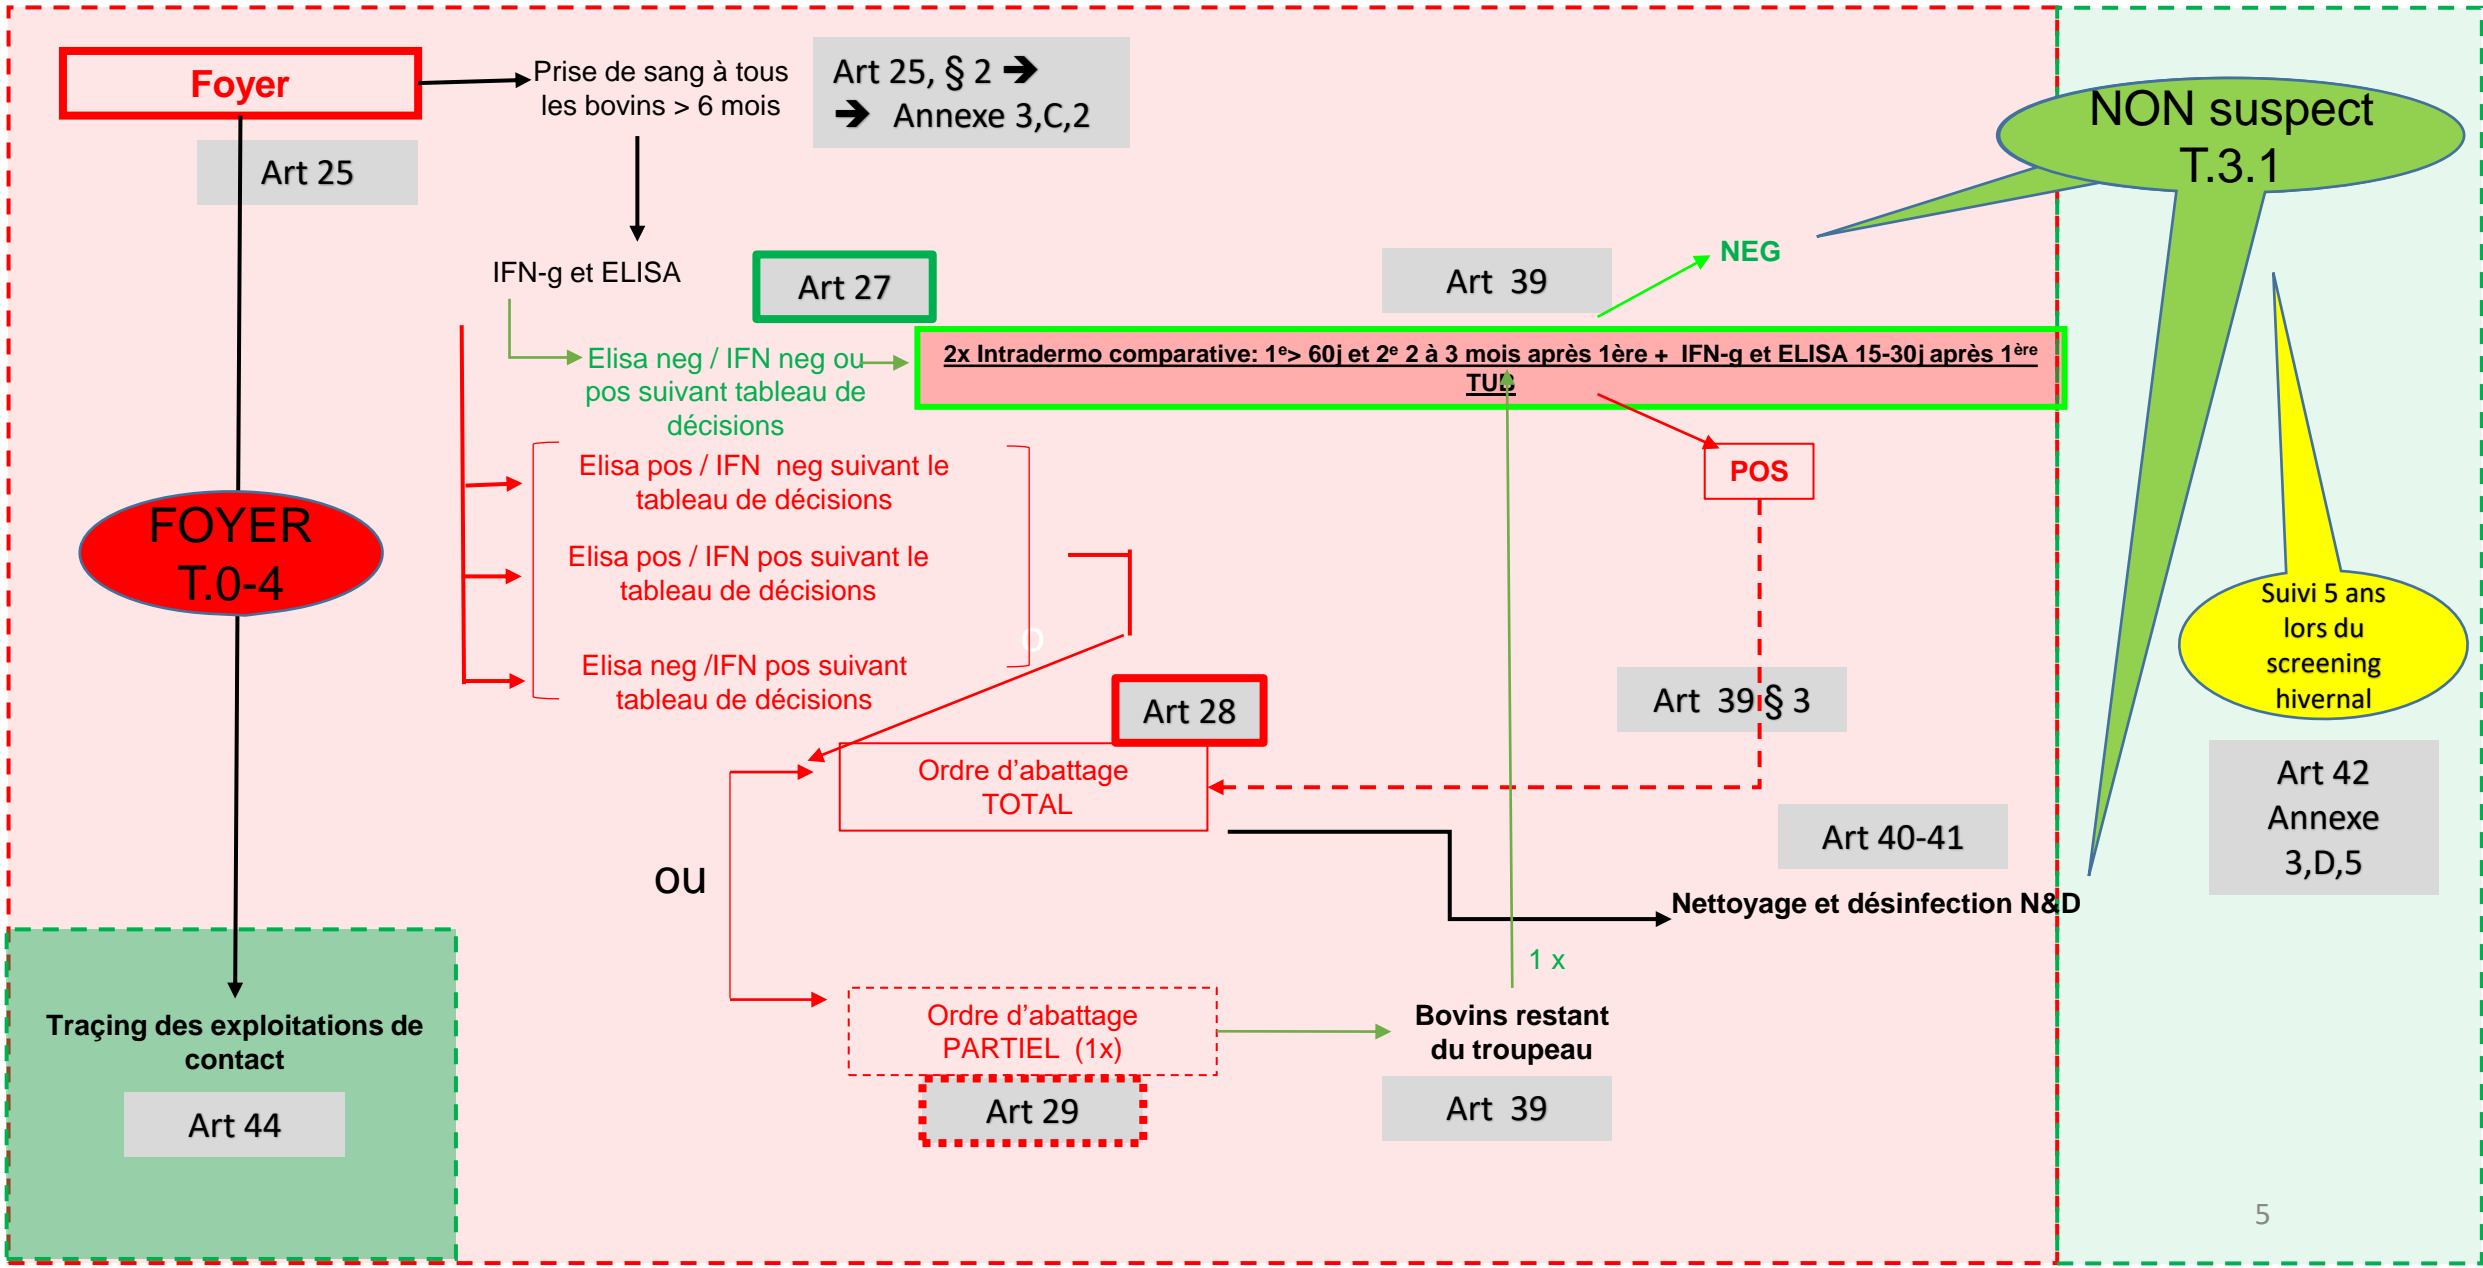 Foyer
Prise de sang à tous
les bovins > 6 mois
Art 25, § 2 ➔
➔ Annexe 3,C,2
NON suspect
T.3.1
Art 25
IFN-g et ELISA
Art 27
Art 39
NEG
Elisa neg / IFN neg ou
pos suivant tableau de
décisions
2x Intradermo comparative: 1e> 60j et 2e 2 à 3 mois après 1ère + IFN-g et ELISA 15-30j après 1ère
TUB
Elisa pos / IFN neg suivant le
tableau de décisions
POS
FOYER
T.0-4
Elisa pos / IFN pos suivant le
tableau de décisions
o
Elisa neg /IFN pos suivant
tableau de décisions
Suivi 5 ans
lors du
screening
hivernal
Art 28
Art 39 § 3
Ordre d’abattage
TOTAL
Art 42
Annexe
3,D,5
Art 40-41
ou
Nettoyage et désinfection N&D
1 x
Traçing des exploitations de
contact
Art 44
Ordre d’abattage
PARTIEL (1x)
Art 29
Bovins restant
du troupeau
Art 39
5